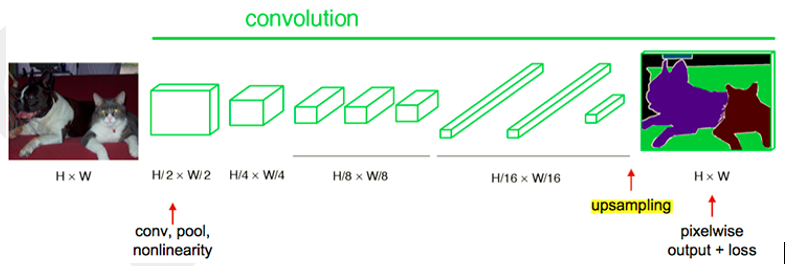 convolution
H × W
H/2 × W/2
H/4 × W/4
H/8 × W/8
H/16 × W/16
H × W
upsampling
conv, pool,
nonlinearity
pixelwise
output + loss